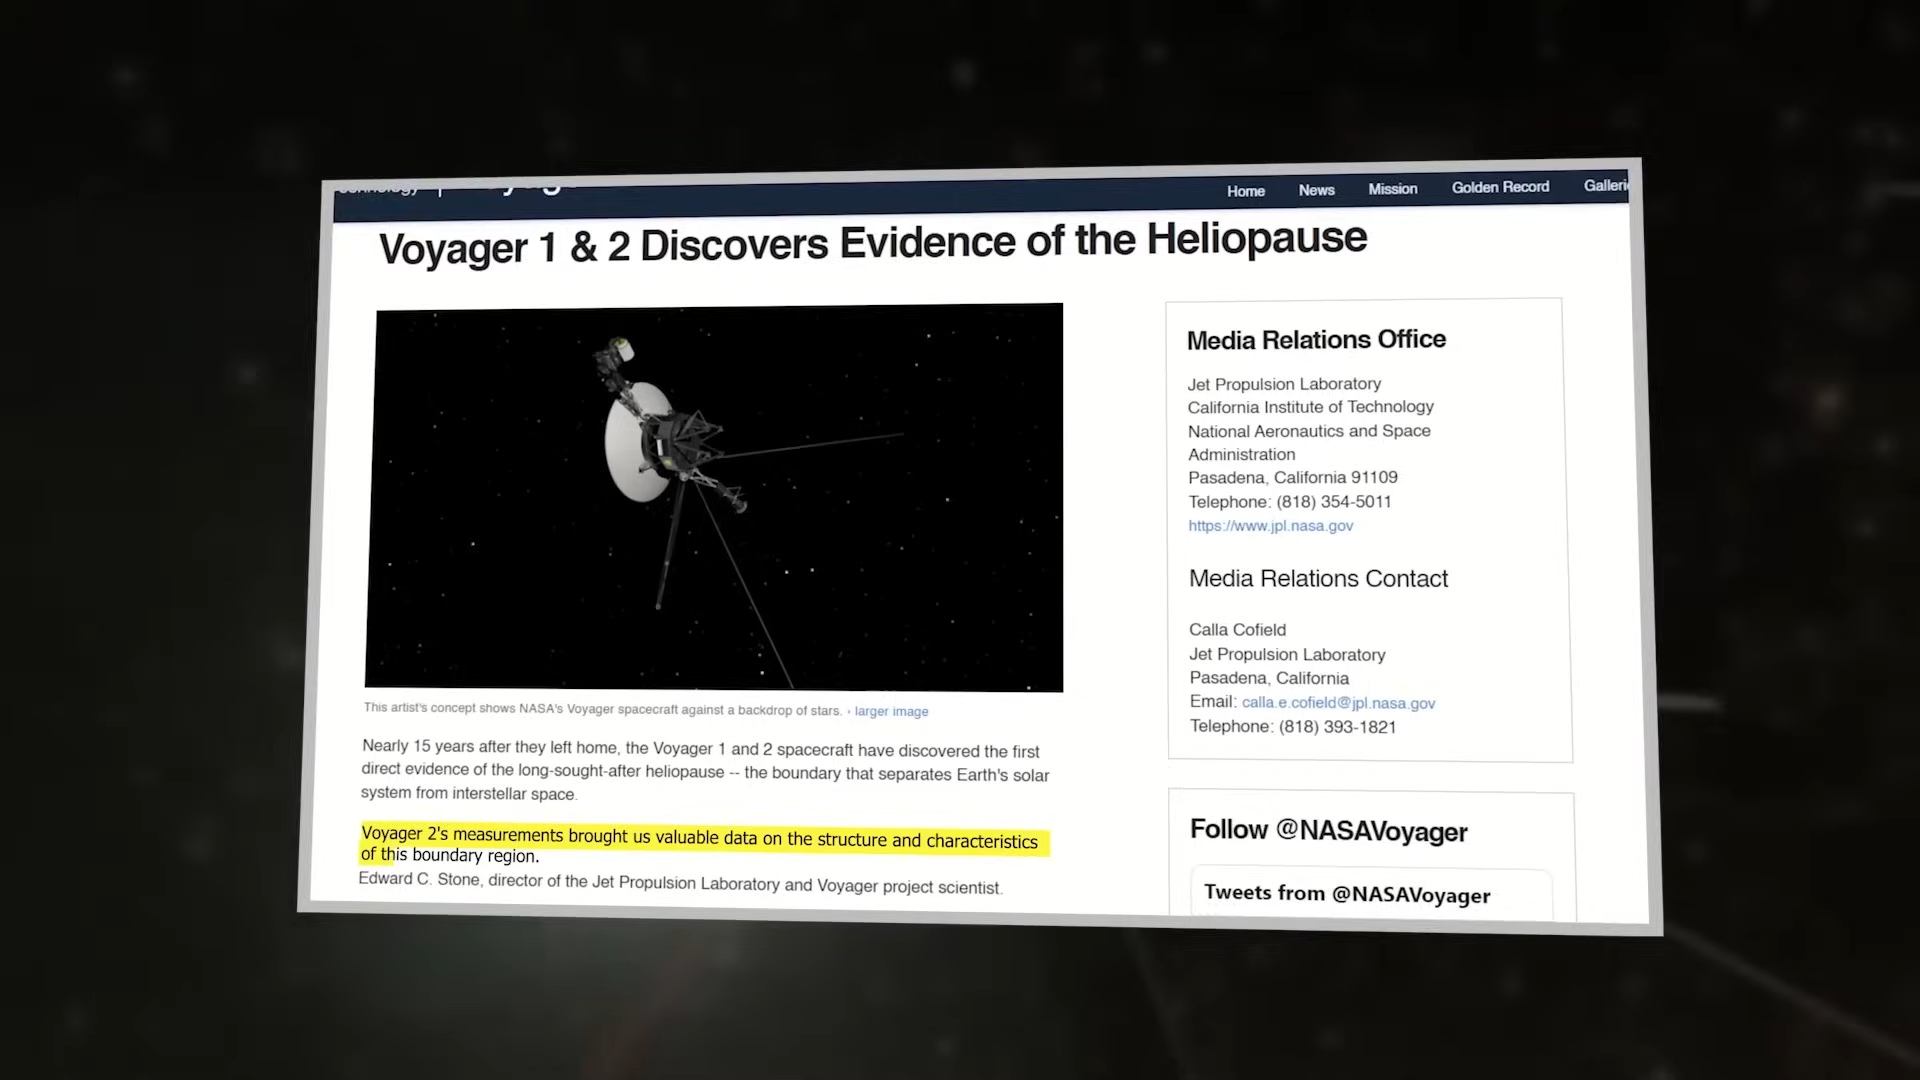 Home News Mission Golden Record
Voyager 1 & 2 Discovers Evidence of the Heliopause
This artist's concept shows NASA's Voyager spacecraft against a backdrop of stars. › larger image
Nearly 15 years after they left home, the Voyager 1 and 2 spacecraft have discovered the first
direct evidence of the long-sought-after heliopause -- the boundary that separates Earth's solar
system from interstellar space.
Voyager 2's measurements brought us valuable data on the structure and characteristics
of this boundary region.
Edward C. Stone, director of the Jet Propulsion Laboratory and Voyager project scientist.
Media Relations Office
Jet Propulsion Laboratory
California Institute of Technology
National Aeronautics and Space
Administration
Pasadena, California 91109
Telephone: (818) 354-5011
https://www.jpl.nasa.gov
Media Relations Contact
Calla Cofield
Jet Propulsion Laboratory
Pasadena, California
Email: calla.e.cofield@jpl.nasa.gov
Telephone: (818) 393-1821
Follow @NASAVoyager
Tweets from @NASAVoyager